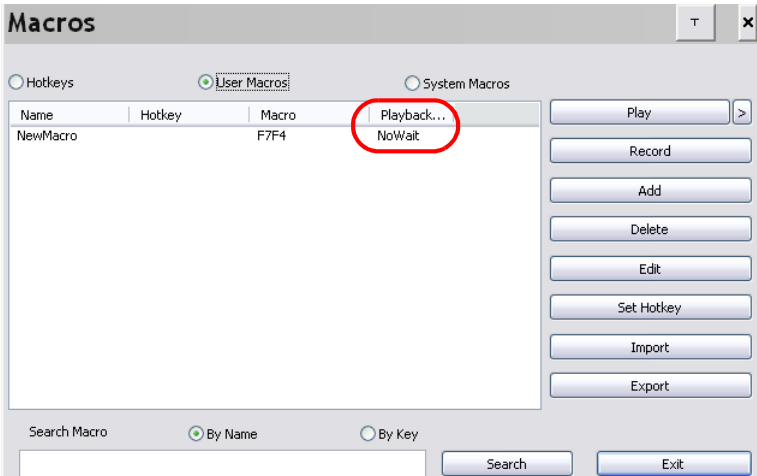 Macros
T
x
Hotkeys User Macros System Macros
Name Hotkey Macro Playback... Play >
NewMacro F7F4 NoWait
Record
Add
Delete
Edit
Set Hotkey
Import
Export
Search Macro By Name By Key
Search Exit